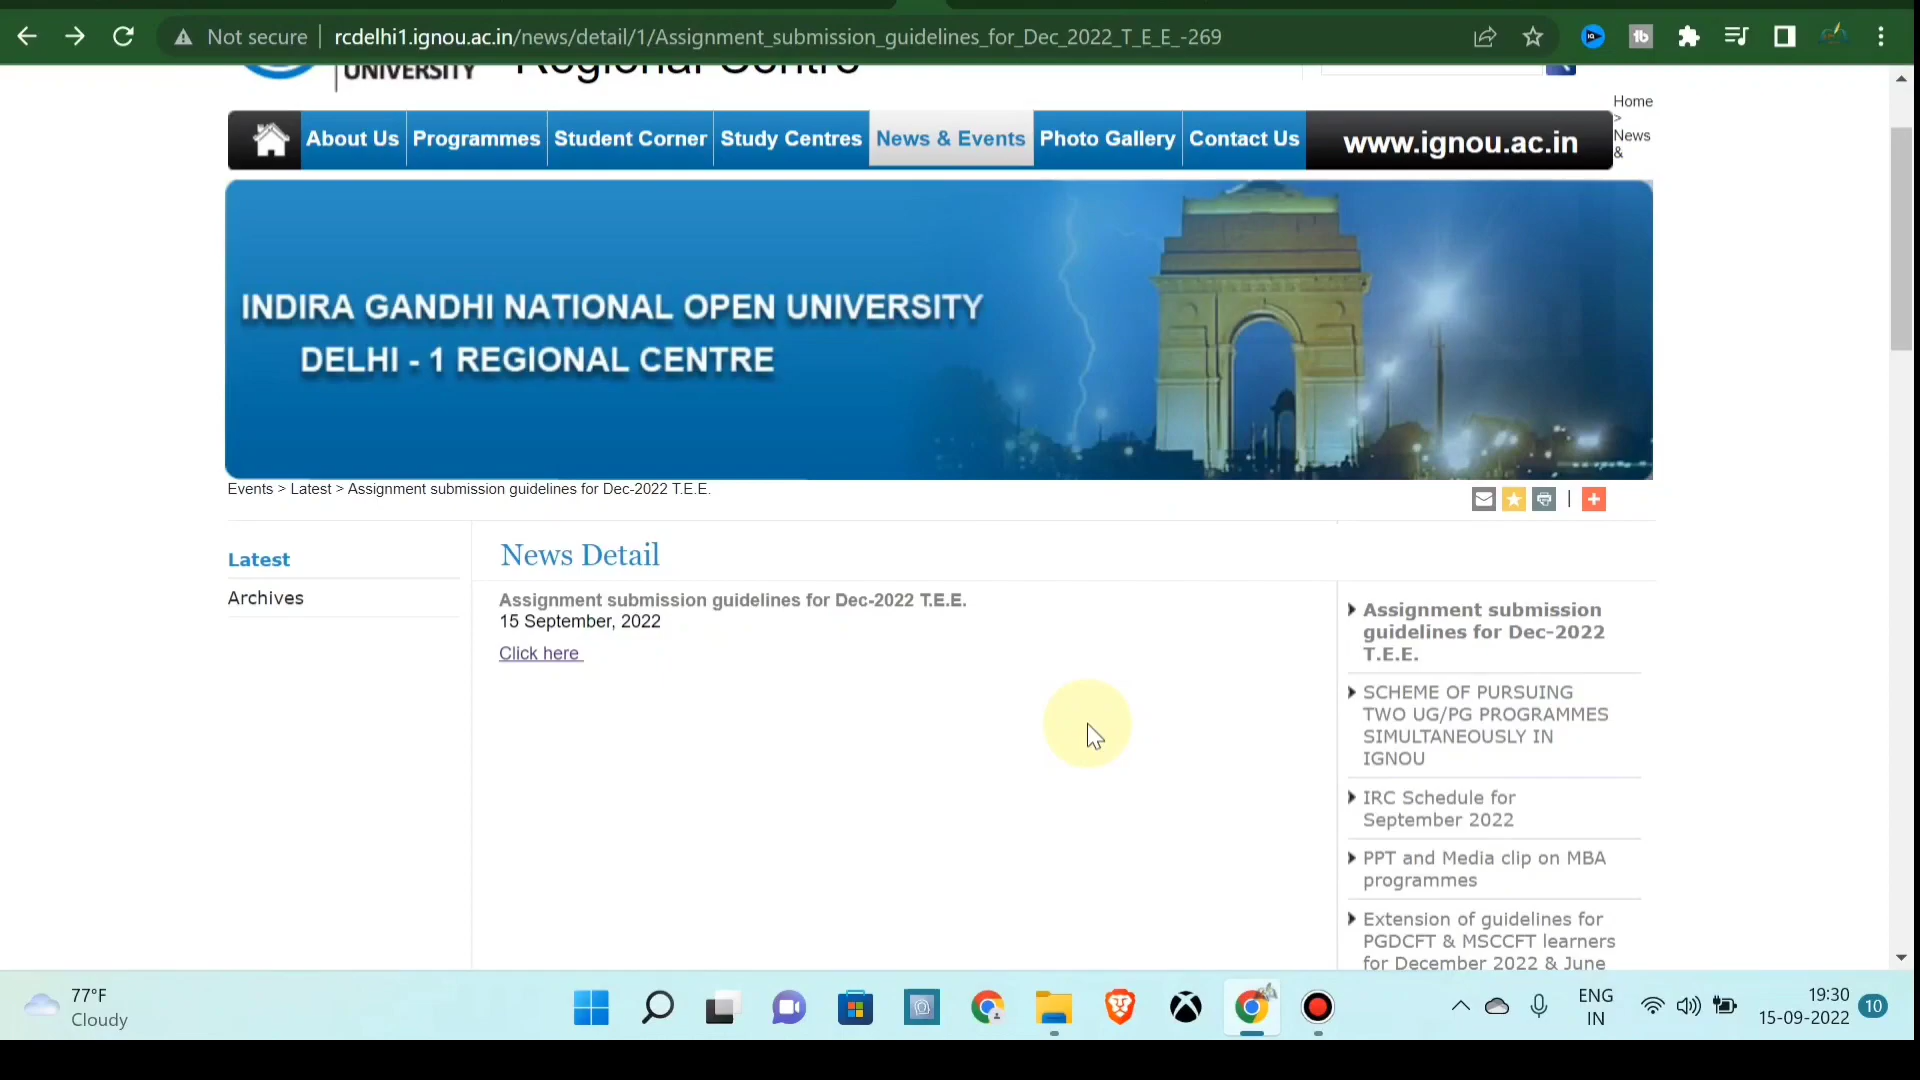 Not secure
rcdelhi1.ignou.ac.in/news/detail/1/Assignment_submission_guidelines_for_Dec_2022_T_E_E_-269
UNIVERSITY
Regional Centre
Home
>
News
&
About Us
Programmes
Student Corner
Study Centres
News & Events
Photo Gallery
Contact Us
www.ignou.ac.in
INDIRA GANDHI NATIONAL OPEN UNIVERSITY
DELHI - 1 REGIONAL CENTRE
Events > Latest > Assignment submission guidelines for Dec-2022 T.E.E.
Latest
Archives
News Detail
Assignment submission guidelines for Dec-2022 T.E.E.
15 September, 2022
Click here
Assignment submission
guidelines for Dec-2022
T.E.E.
SCHEME OF PURSUING
TWO UG/PG PROGRAMMES
SIMULTANEOUSLY IN
IGNOU
IRC Schedule for
September 2022
PPT and Media clip on MBA
programmes
Extension of guidelines for
PGDCFT & MSCCFT learners
for December 2022 & June
77°F
Cloudy
ENG
IN
19:30
15-09-2022
10